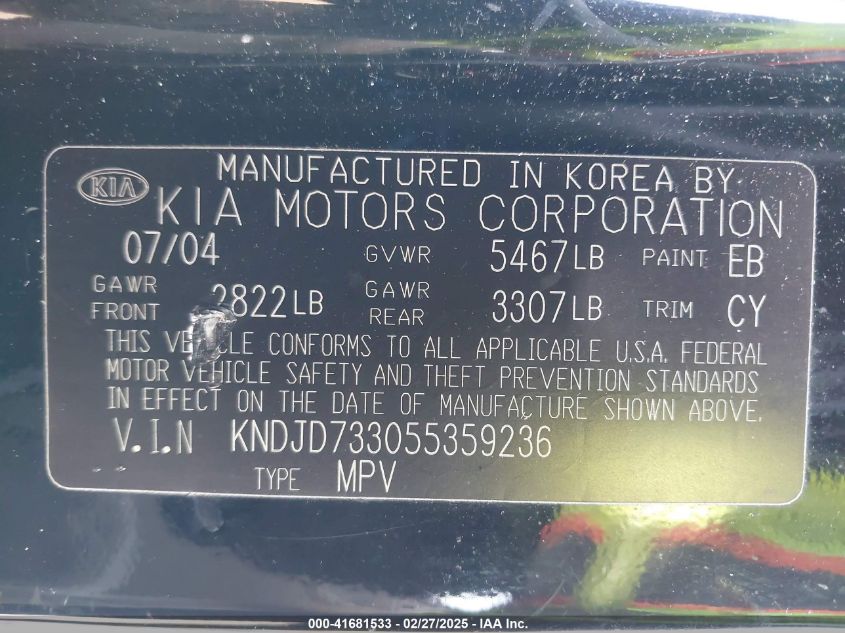 MANUFACTURED IN KOREA BY
KIA KIA MOTORS CORPORATION
07/04 GVWR 5467LB PAINT EB
GAWR FRONT 2822LB GAWR REAR 3307LB TRIM CY
THIS VEHICLE CONFORMS TO ALL APPLICABLE U.S.A. FEDERAL
MOTOR VEHICLE SAFETY AND THEFT PREVENTION STANDARDS
IN EFFECT ON THE DATE OF MANUFACTURE SHOWN ABOVE.
V.I.N KNDJD733055359236
TYPE MPV
000-41681533 - 02/27/2025 - IAA Inc.